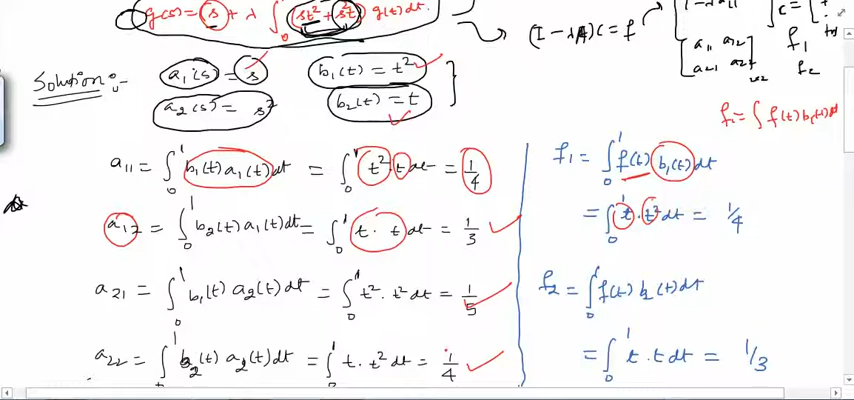 g(s) = s + λ ∫₀¹ (st² + s²t) g(t) dt.
(I − λA)c = f
c =
a₁₁ a₁₂
a₂₁ a₂₂
f₁
f₂
Solution :-
a₁(s) = s
b₁(t) = t²
a₂(s) = s²
b₂(t) = t
f₁ = ∫ f(t) b₁(t) dt
a₁₁ = ∫₀¹ b₁(t) a₁(t) dt = ∫₀¹ t² · t dt = 1/4
a₁₂ = ∫₀¹ b₂(t) a₁(t) dt = ∫₀¹ t · t dt = 1/3
a₂₁ = ∫₀¹ b₁(t) a₂(t) dt = ∫₀¹ t² · t² dt = 1/5
a₂₂ = ∫₀¹ b₂(t) a₂(t) dt = ∫₀¹ t · t² dt = 1/4
f₁ = ∫₀¹ f(t) b₁(t) dt
= ∫₀¹ t · t² dt = 1/4
f₂ = ∫₀¹ f(t) b₂(t) dt
= ∫₀¹ t · t dt = 1/3